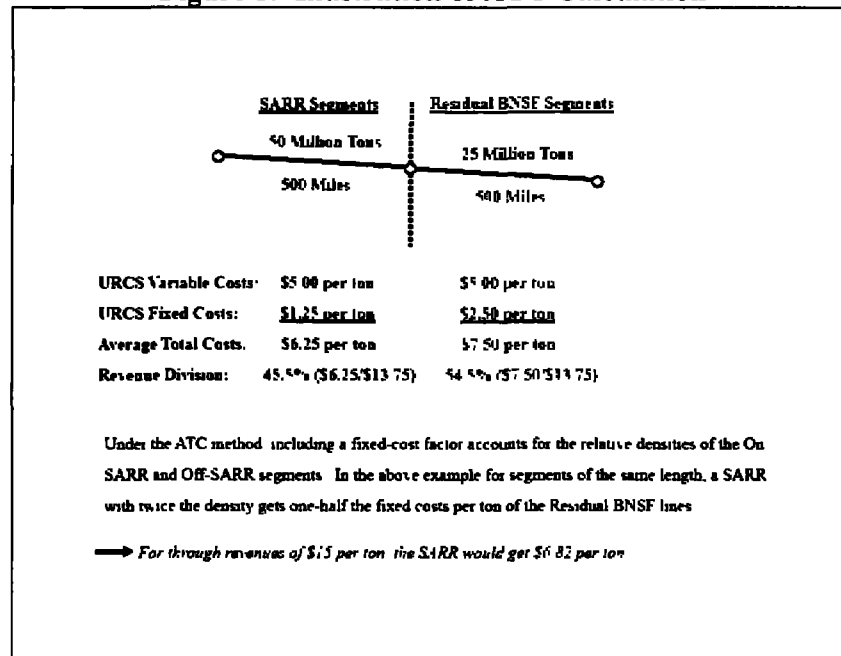 SARR Segments Residual BNSF Segments
50 Million Tons 25 Million Tons
500 Miles 500 Miles
URCS Variable Costs: $5 00 per ton $5 00 per ton
URCS Fixed Costs: $1.25 per ton $2.50 per ton
Average Total Costs. $6.25 per ton $7 50 per ton
Revenue Division: 45.5% ($6.25/$13 75) 54 5% ($7 50/$13 75)
Under the ATC method including a fixed-cost factor accounts for the relative densities of the On
SARR and Off-SARR segments In the above example for segments of the same length, a SARR
with twice the density gets one-half the fixed costs per ton of the Residual BNSF lines
For through revenues of $15 per ton the SARR would get $6 82 per ton